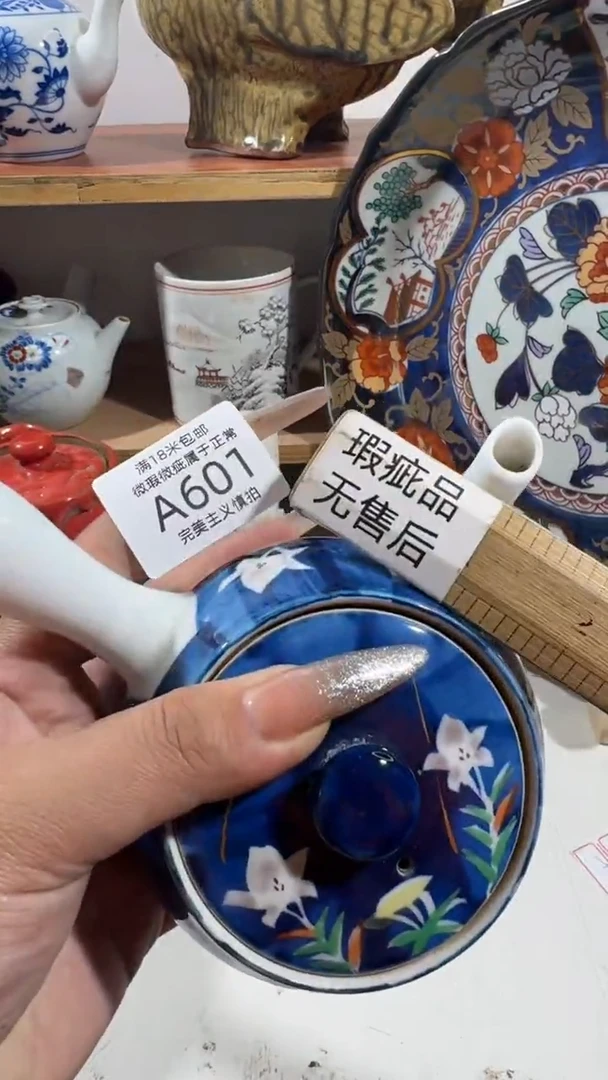 满18米包邮
微瑕微疵属于正常
A601
完美主义慎拍
瑕疵品
无售后